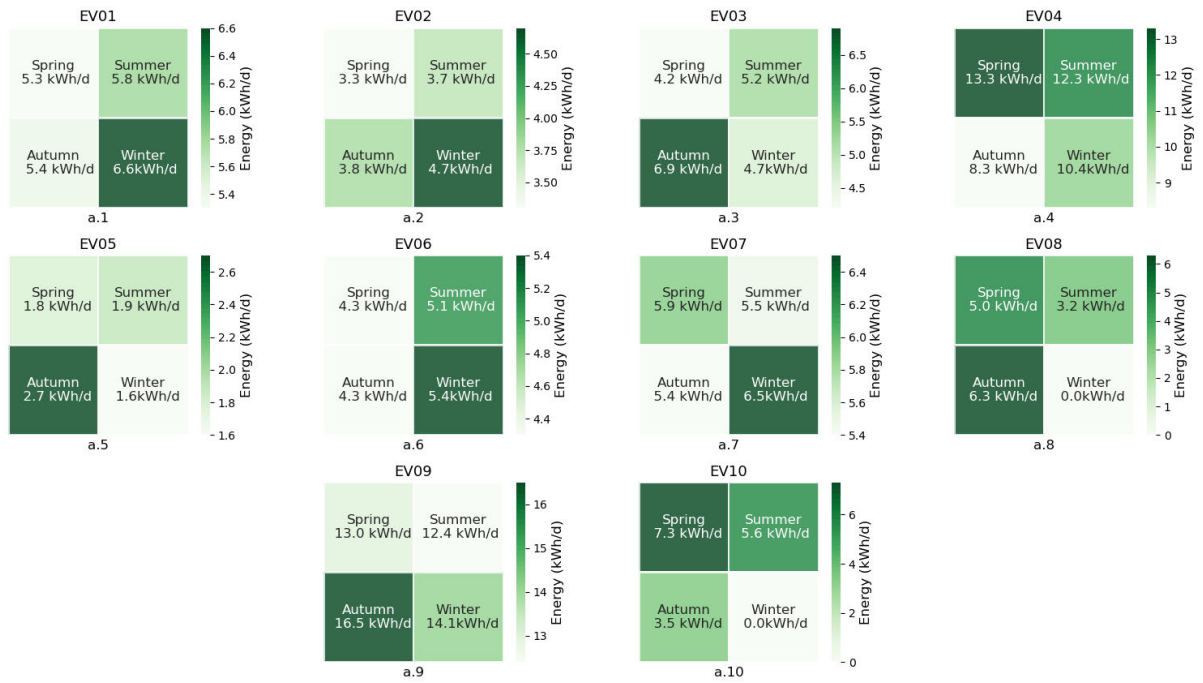 EV01
Spring
5.3 kWh/d
Summer
5.8 kWh/d
Autumn
5.4 kWh/d
Winter
6.6kWh/d
6.6
6.4
6.2
6.0
5.8
5.6
5.4
Energy (kWh/d)
a.1
EV02
Spring
3.3 kWh/d
Summer
3.7 kWh/d
Autumn
3.8 kWh/d
Winter
4.7kWh/d
4.50
4.25
4.00
3.75
3.50
Energy (kWh/d)
a.2
EV03
Spring
4.2 kWh/d
Summer
5.2 kWh/d
Autumn
6.9 kWh/d
Winter
4.7kWh/d
6.5
6.0
5.5
5.0
4.5
Energy (kWh/d)
a.3
EV04
Spring
13.3 kWh/d
Summer
12.3 kWh/d
Autumn
8.3 kWh/d
Winter
10.4kWh/d
13
12
11
10
9
Energy (kWh/d)
a.4
EV05
Spring
1.8 kWh/d
Summer
1.9 kWh/d
Autumn
2.7 kWh/d
Winter
1.6kWh/d
2.6
2.4
2.2
2.0
1.8
1.6
Energy (kWh/d)
a.5
EV06
Spring
4.3 kWh/d
Summer
5.1 kWh/d
Autumn
4.3 kWh/d
Winter
5.4kWh/d
5.4
5.2
5.0
4.8
4.6
4.4
Energy (kWh/d)
a.6
EV07
Spring
5.9 kWh/d
Summer
5.5 kWh/d
Autumn
5.4 kWh/d
Winter
6.5kWh/d
6.4
6.2
6.0
5.8
5.6
5.4
Energy (kWh/d)
a.7
EV08
Spring
5.0 kWh/d
Summer
3.2 kWh/d
Autumn
6.3 kWh/d
Winter
0.0kWh/d
6
5
4
3
2
1
0
Energy (kWh/d)
a.8
EV09
Spring
13.0 kWh/d
Summer
12.4 kWh/d
Autumn
16.5 kWh/d
Winter
14.1kWh/d
16
15
14
13
Energy (kWh/d)
a.9
EV10
Spring
7.3 kWh/d
Summer
5.6 kWh/d
Autumn
3.5 kWh/d
Winter
0.0kWh/d
6
4
2
0
Energy (kWh/d)
a.10